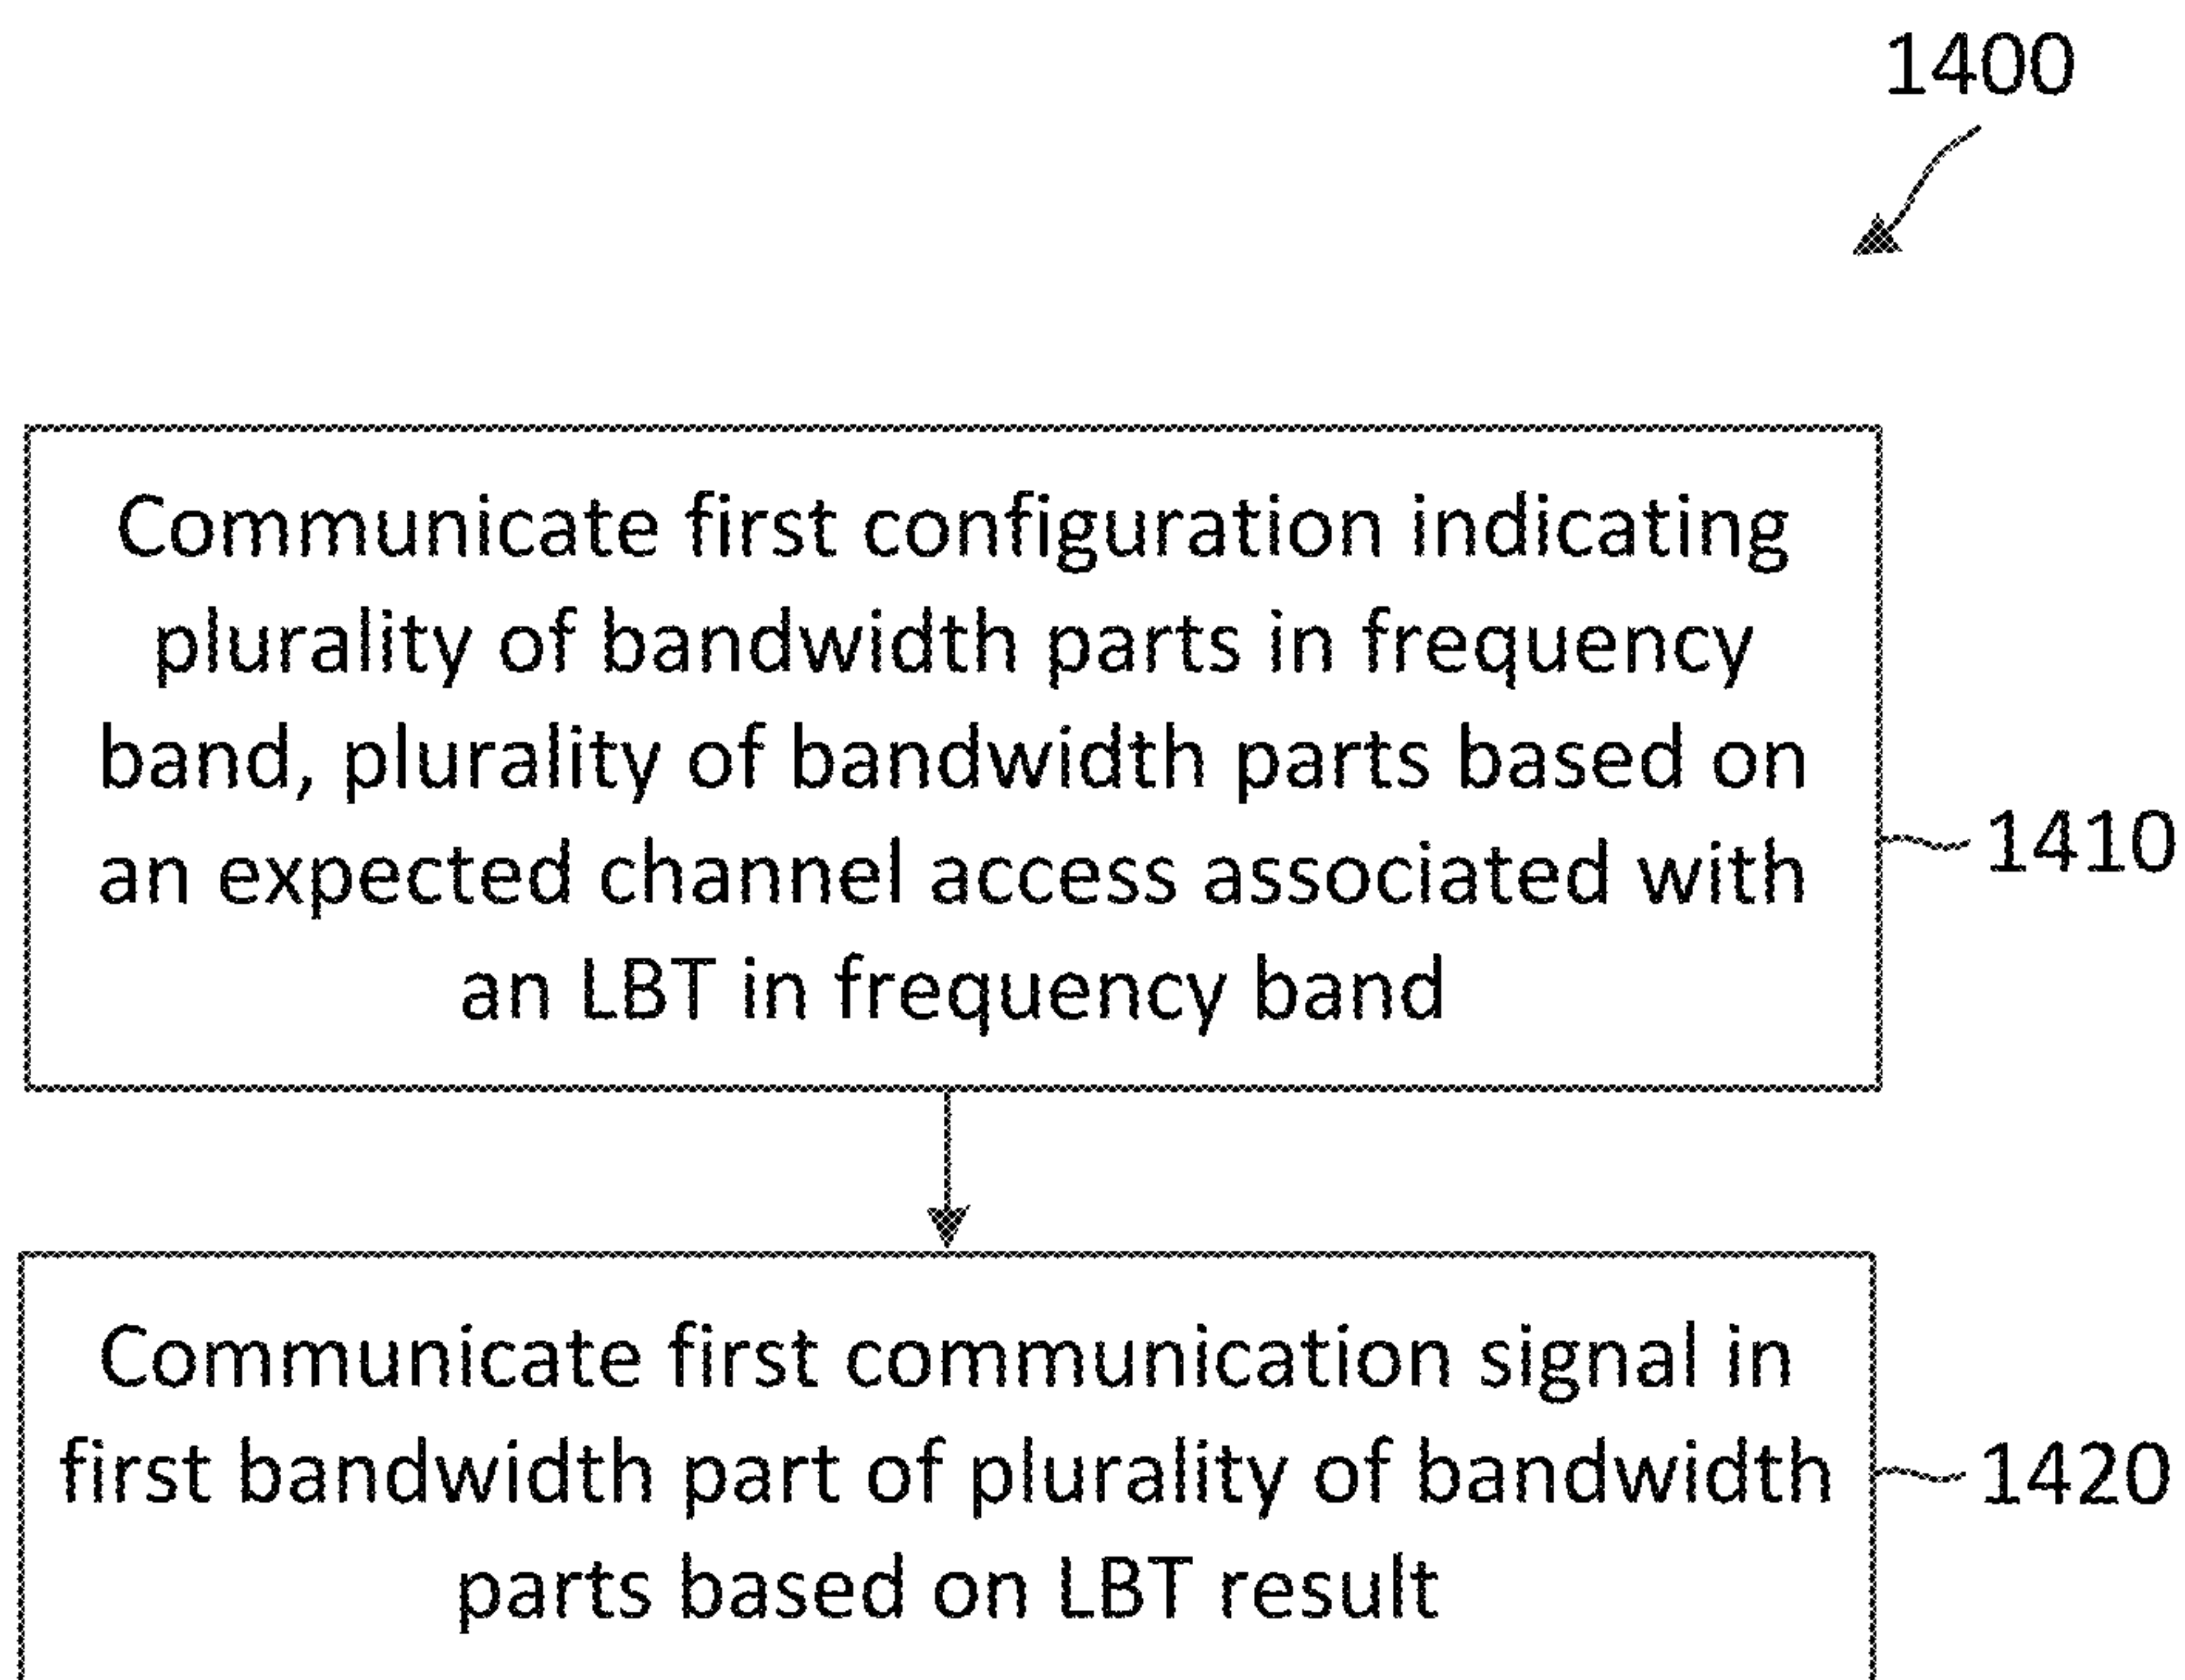 1400
Communicate first configuration indicating
plurality of bandwidth parts in frequency
band, plurality of bandwidth parts based on
an expected channel access associated with
an LBT in frequency band
1410
Communicate first communication signal in
first bandwidth part of plurality of bandwidth
parts based on LBT result
1420